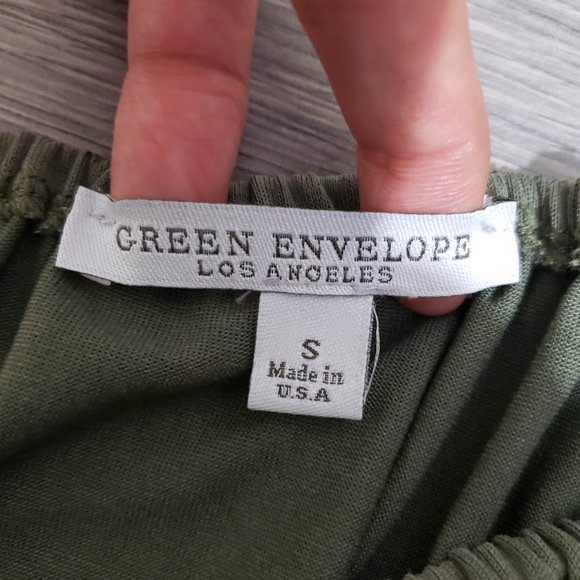 GREEN ENVELOPE
LOS ANGELES
S
Made in
U.S.A